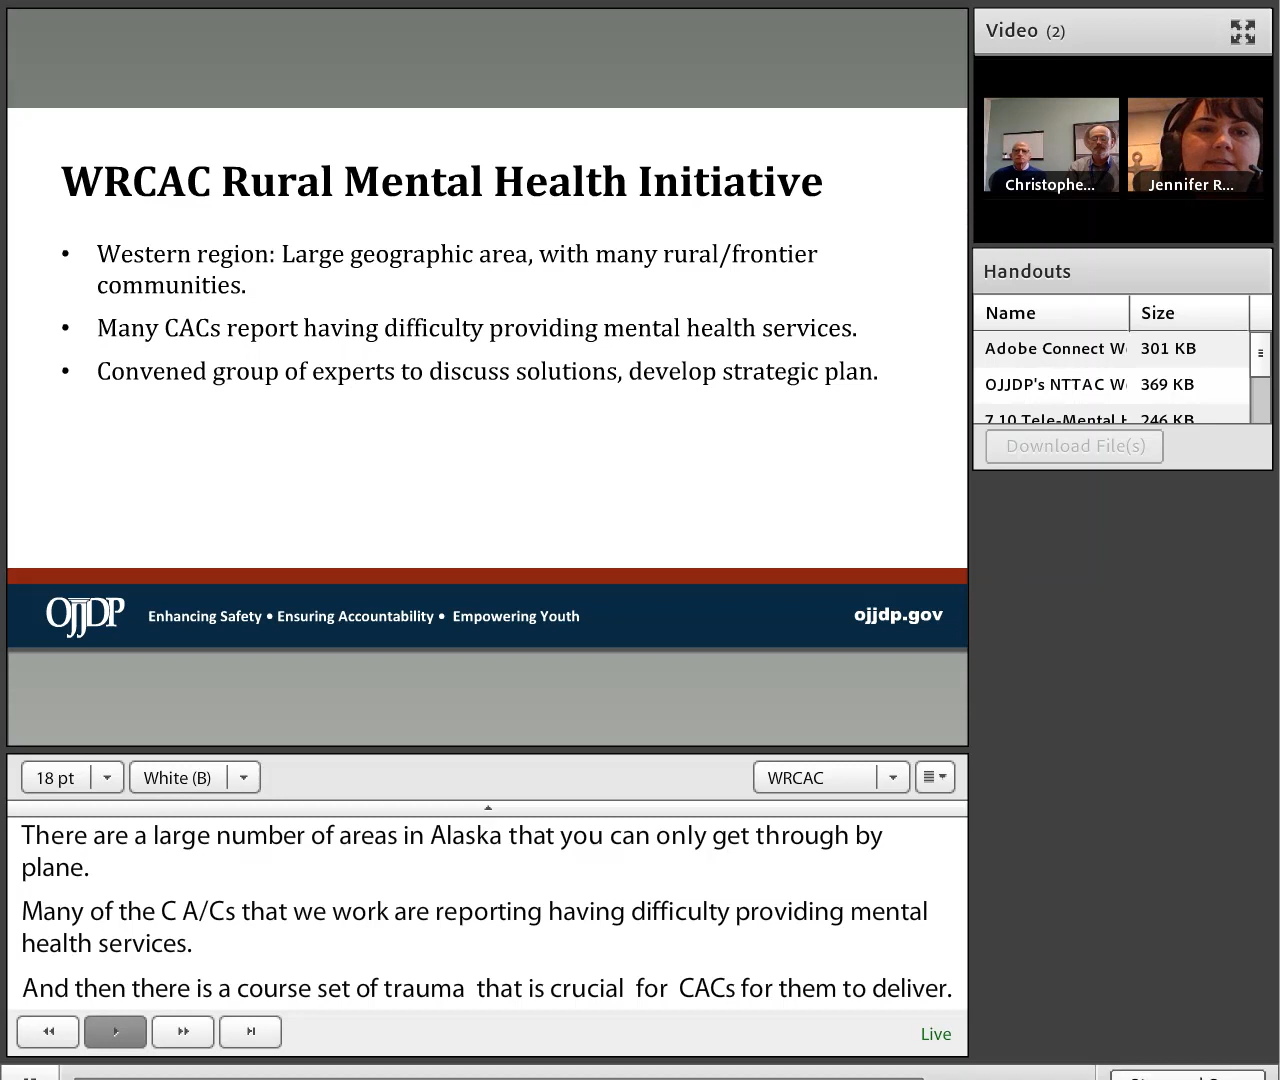 Video (2)
Christophe...
Jennifer R...
WRCAC Rural Mental Health Initiative
• Western region: Large geographic area, with many rural/frontier
communities.
• Many CACs report having difficulty providing mental health services.
• Convened group of experts to discuss solutions, develop strategic plan.
OJJDP
Enhancing Safety • Ensuring Accountability • Empowering Youth
ojjdp.gov
Handouts
Name Size
Adobe Connect W 301 KB
OJJDP's NTTAC W 369 KB
7.10 Tele-Mental H 246 KB
Download File(s)
18 pt
White (B)
WRCAC
There are a large number of areas in Alaska that you can only get through by
plane.
Many of the C A/Cs that we work are reporting having difficulty providing mental
health services.
And then there is a course set of trauma that is crucial for CACs for them to deliver.
Live